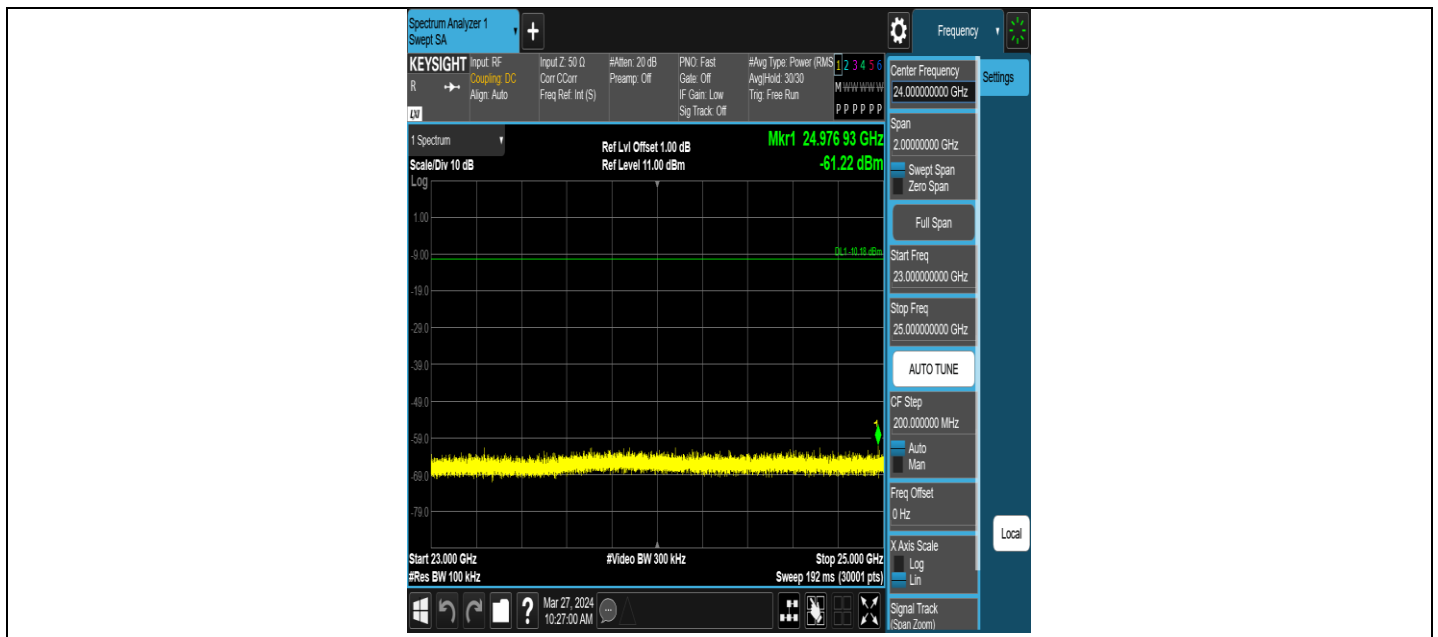 Spectrum Analyzer 1
Swept SA
+
Frequency
KEYSIGHT
R
LXI
Input: RF
Coupling: DC
Align: Auto
Input Z: 50 Ω
Corr CCorr
Freq Ref: Int (S)
#Atten: 20 dB
Preamp: Off
PNO: Fast
Gate: Off
IF Gain: Low
Sig Track: Off
#Avg Type: Power (RMS
Avg|Hold: 30/30
Trig: Free Run
1 2 3 4 5 6
M W W W W W
P P P P P P
1 Spectrum
Scale/Div 10 dB
Log
Ref Lvl Offset 1.00 dB
Ref Level 11.00 dBm
Mkr1 24.976 93 GHz
-61.22 dBm
1.00
-9.00
DL1 -10.18 dBm
-19.0
-29.0
-39.0
-49.0
1
-59.0
-69.0
-79.0
Start 23.000 GHz
#Res BW 100 kHz
#Video BW 300 kHz
Stop 25.000 GHz
Sweep 192 ms (30001 pts)
?
Mar 27, 2024
10:27:00 AM
Center Frequency
24.000000000 GHz
Settings
Span
2.00000000 GHz
Swept Span
Zero Span
Full Span
Start Freq
23.000000000 GHz
Stop Freq
25.000000000 GHz
AUTO TUNE
CF Step
200.000000 MHz
Auto
Man
Freq Offset
0 Hz
X Axis Scale
Log
Lin
Local
Signal Track
(Span Zoom)